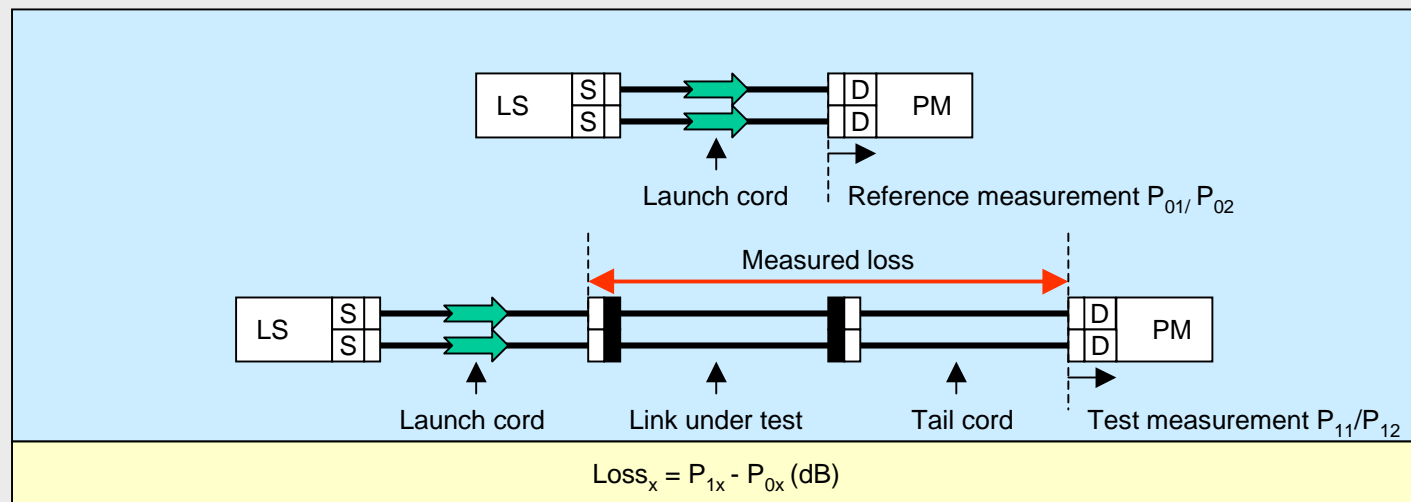 LS S D PM
S D
Launch cord Reference measurement P01/ P02
Measured loss
LS S D PM
S D
Launch cord Link under test Tail cord Test measurement P11/P12
Lossx = P1x - P0x (dB)